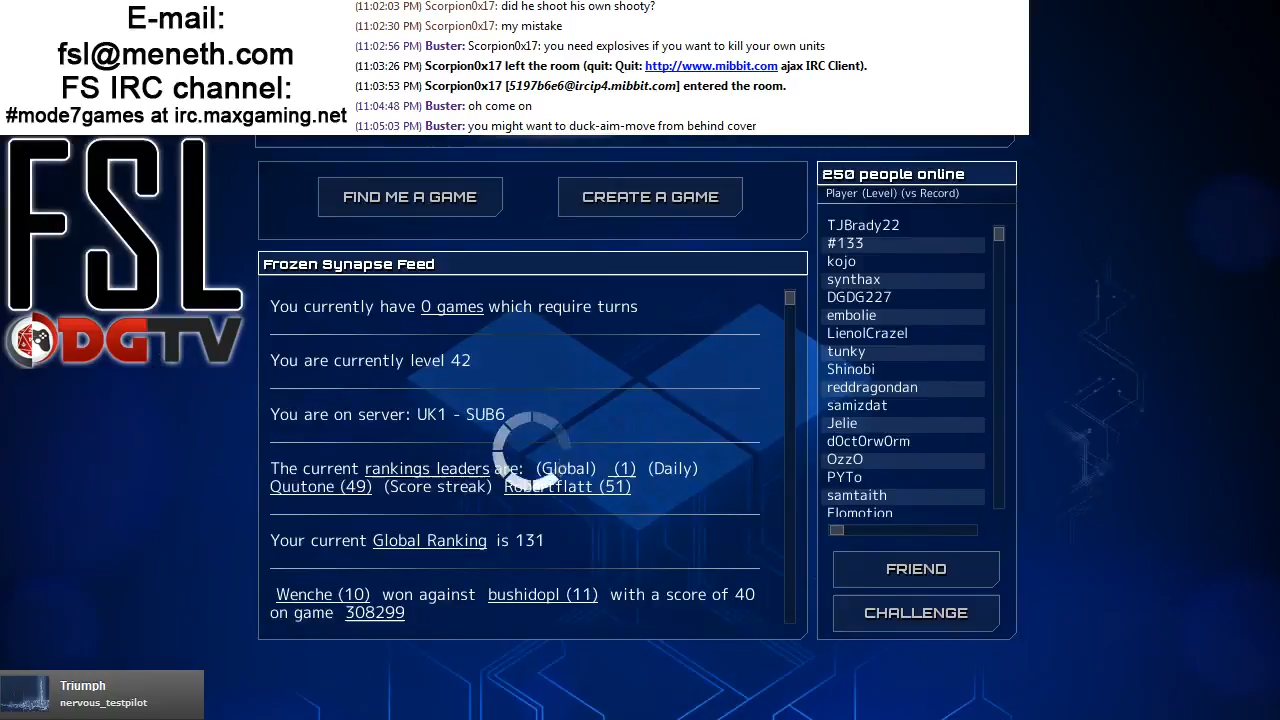 E-mail:
fsl@meneth.com
FS IRC channel:
#mode7games at irc.maxgaming.net
(11:02:03 PM) Scorpion0x17: did he shoot his own shooty?
(11:02:30 PM) Scorpion0x17: my mistake
(11:02:56 PM) Buster: Scorpion0x17: you need explosives if you want to kill your own units
(11:03:26 PM) Scorpion0x17 left the room (quit: Quit: http://www.mibbit.com ajax IRC Client).
(11:03:53 PM) Scorpion0x17 [5197b6e6@ircip4.mibbit.com] entered the room.
(11:04:48 PM) Buster: oh come on
(11:05:03 PM) Buster: you might want to duck-aim-move from behind cover
FSL
DGTV
FIND ME A GAME
CREATE A GAME
Frozen Synapse Feed
You currently have 0 games which require turns
You are currently level 42
You are on server: UK1 - SUB6
The current rankings leaders are: (Global) (1) (Daily)
Quutone (49) (Score streak) Robertflatt (51)
Your current Global Ranking is 131
Wenche (10) won against bushidopl (11) with a score of 40
on game 308299
250 people online
Player (Level) (vs Record)
TJBrady22
#133
kojo
synthax
DGDG227
embolie
LienolCrazel
tunky
Shinobi
reddragondan
samizdat
Jelie
d0ct0rw0rm
OzzO
PYTo
samtaith
Flomotion
FRIEND
CHALLENGE
Triumph
nervous_testpilot